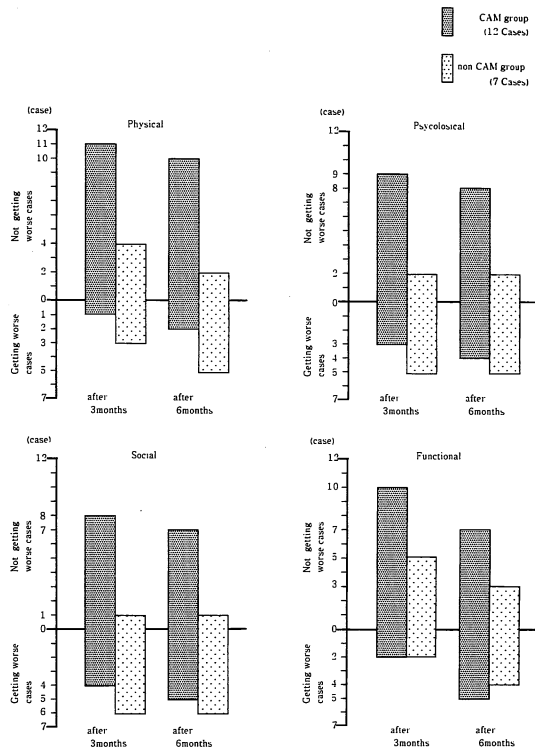 CAM group
(12 Cases)
non CAM group
(7 Cases)
(case)
Physical
12
11
10
4
2
0
1
2
3
5
7
Not getting
worse cases
Getting worse
cases
after
3months
after
6months
(case)
Psycolosical
12
9
8
2
0
3
4
5
7
Not getting
worse cases
Getting worse
cases
after
3months
after
6months
(case)
Social
12
8
7
1
0
4
5
6
7
Not getting
worse cases
Getting worse
cases
after
3months
after
6months
(case)
Functional
12
10
7
5
3
0
2
4
5
7
Not getting
worse cases
Getting worse
cases
after
3months
after
6months